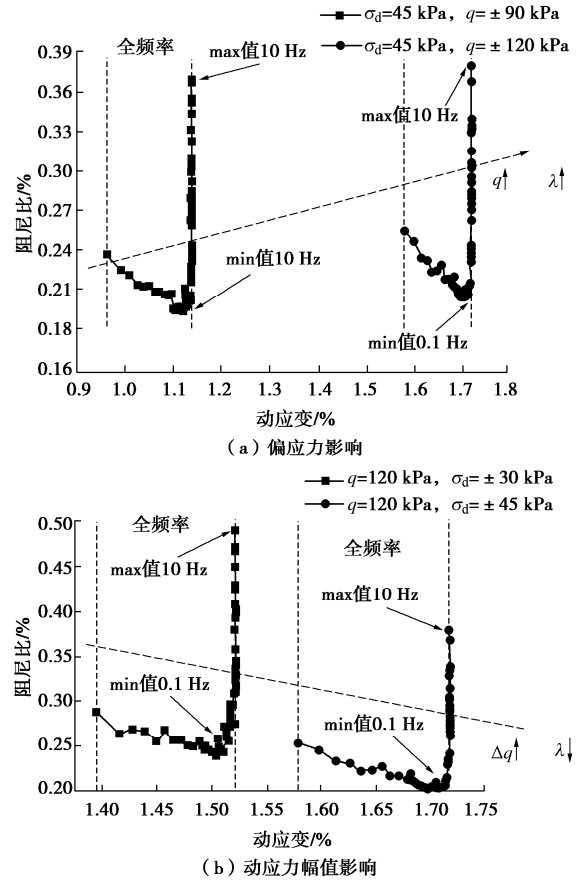 σd=45 kPa，q=±90 kPa
σd=45 kPa，q=±120 kPa
全频率
max值10 Hz
max值10 Hz
min值10 Hz
min值0.1 Hz
q↑ λ↑
阻尼比/%
0.39
0.36
0.33
0.30
0.27
0.24
0.21
0.18
0.16
0.9 1.0 1.1 1.2 1.3 1.4 1.5 1.6 1.7 1.8
动应变/%
（a）偏应力影响
q=120 kPa，σd=±30 kPa
q=120 kPa，σd=±45 kPa
全频率
全频率
max值10 Hz
max值10 Hz
min值0.1 Hz
min值0.1 Hz
Δq↑ λ↓
阻尼比/%
0.50
0.45
0.40
0.35
0.30
0.25
0.20
1.40 1.45 1.50 1.55 1.60 1.65 1.70 1.75
动应变/%
（b）动应力幅值影响